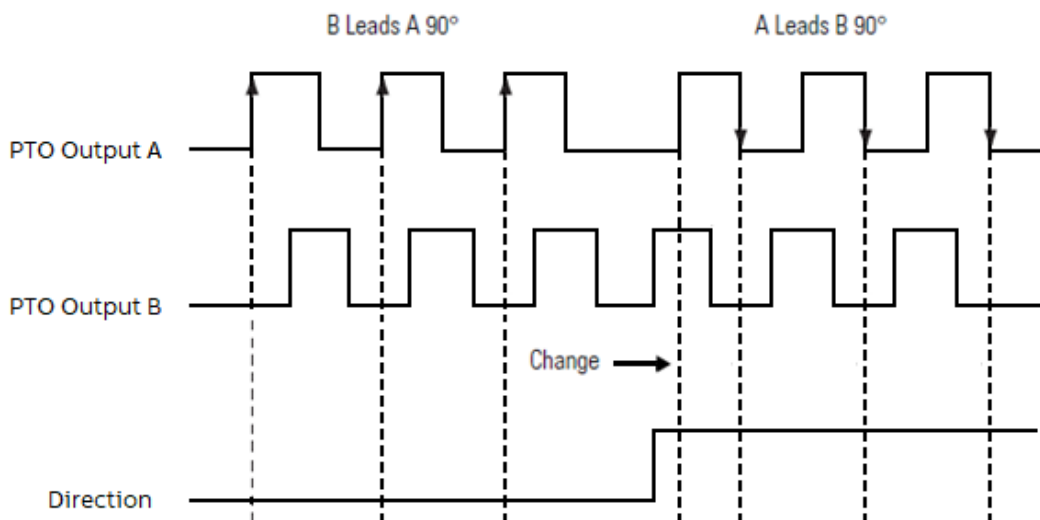 B Leads A 90°
A Leads B 90°
PTO Output A
PTO Output B
Change
Direction